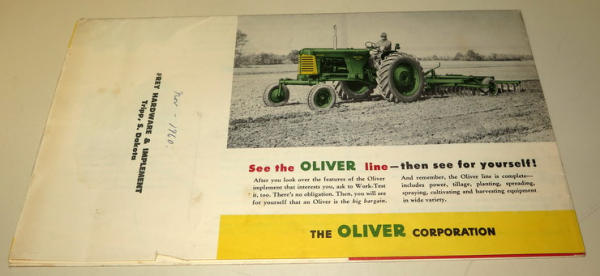 FREY HARDWARE & IMPLEMENT
Tripp, S. Dakota
Nov - 1960
See the OLIVER line—then see for yourself!
After you look over the features of the Oliver
implement that interests you, ask to Work-Test
it, too. There's no obligation. Then, you will see
for yourself that an Oliver is the big bargain.
And remember, the Oliver line is complete—
includes power, tillage, planting, spreading,
spraying, cultivating and harvesting equipment
in wide variety.
THE OLIVER CORPORATION